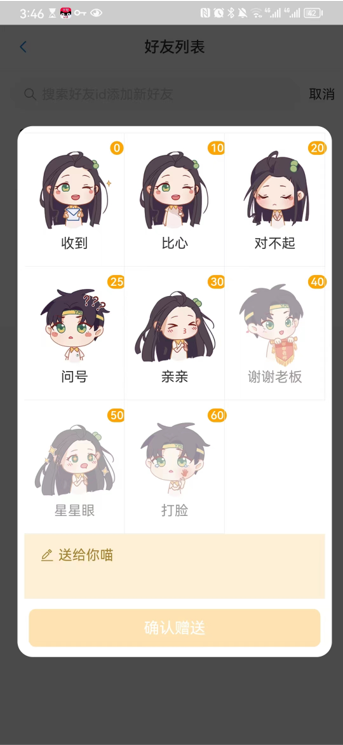 3:46
好友列表
搜索好友id添加新好友
取消
0
10
20
收到
比心
对不起
25
30
40
???
问号
亲亲
谢谢老板
50
60
星星眼
打脸
送给你喵
确认赠送